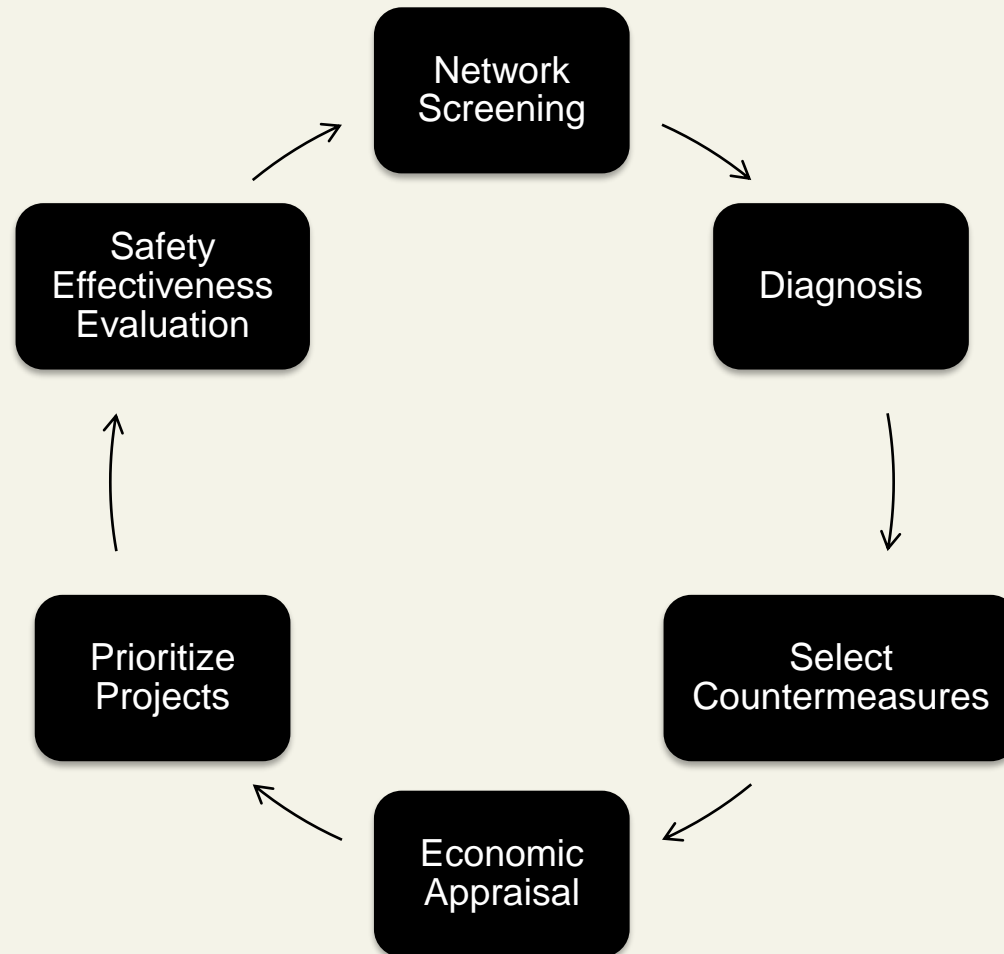 Network
Screening
Diagnosis
Select
Countermeasures
Economic
Appraisal
Prioritize
Projects
Safety
Effectiveness
Evaluation